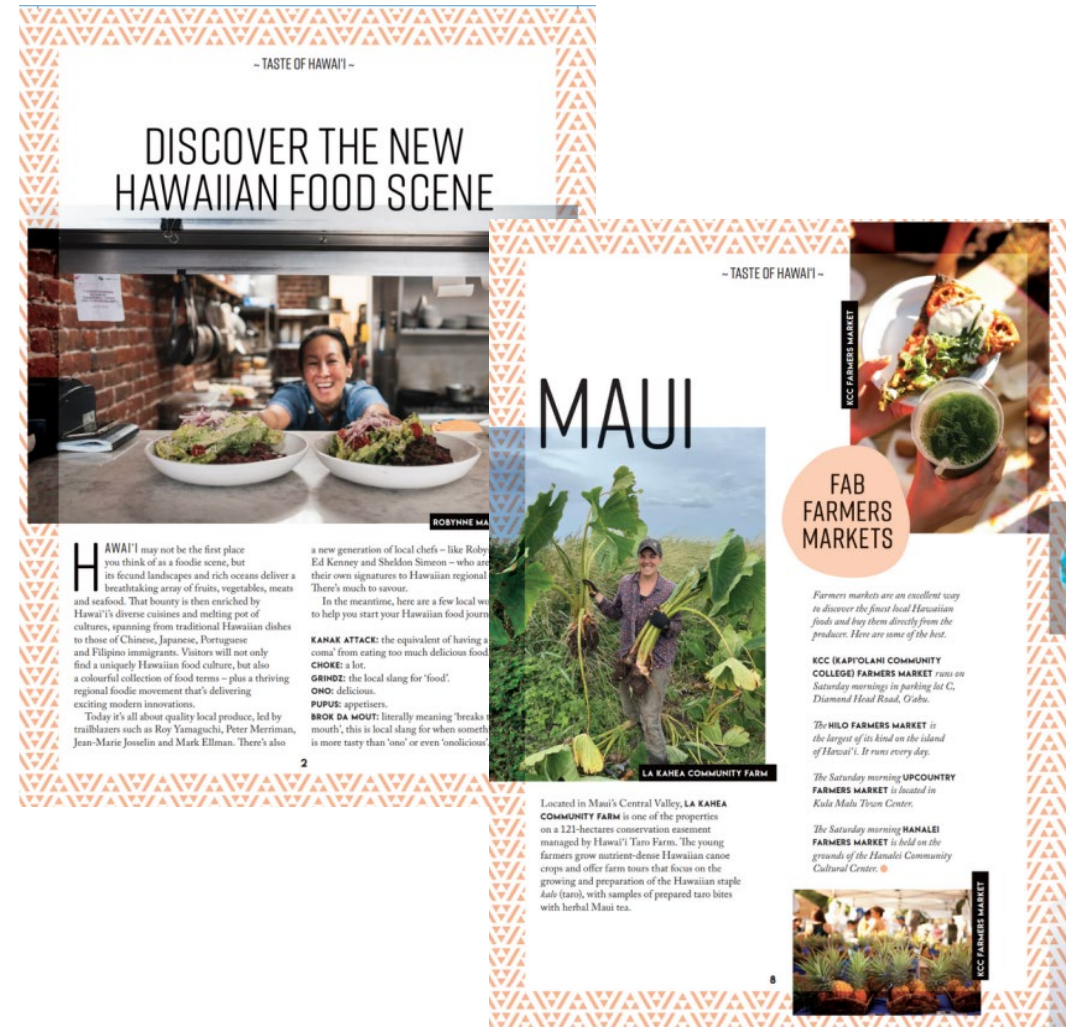 ~ TASTE OF HAWAI‘I ~
DISCOVER THE NEW
HAWAIIAN FOOD SCENE
ROBYNNE
HAWAI‘I may not be the first place
you think of as a foodie scene, but
its fecund landscapes and rich oceans deliver a
breathtaking array of fruits, vegetables, meats
and seafood. That bounty is then enriched by
Hawai‘i’s diverse cuisines and melting pot of
cultures, spanning from traditional Hawaiian dishes
to those of Chinese, Japanese, Portuguese
and Filipino immigrants. Visitors will not only
find a uniquely Hawaiian food culture, but also
a colourful collection of food terms – plus a thriving
regional foodie movement that’s delivering
exciting modern innovations.
Today it’s all about quality local produce, led by
trailblazers such as Roy Yamaguchi, Peter Merriman,
Jean-Marie Josselin and Mark Ellman. There’s also
a new generation of local chefs – like
Ed Kenney and Sheldon Simeon – who are
their own signatures to Hawaiian regional
There’s much to savour.
In the meantime, here are a few local
to help you start your Hawaiian food
KANAK ATTACK: the equivalent of having a
coma’ from eating too much delicious food.
CHOKE: a lot.
GRINDZ: the local slang for ‘food’.
ONO: delicious.
PUPUS: appetisers.
BROK DA MOUT: literally meaning ‘breaks
mouth’, this is local slang for when
is more tasty than ‘ono’ or even ‘onolicious’.
2
~ TASTE OF HAWAI‘I ~
MAUI
KCC FARMERS MARKET
LA KAHEA COMMUNITY FARM
Located in Maui’s Central Valley, LA KAHEA
COMMUNITY FARM is one of the properties
on a 121-hectares conservation easement
managed by Hawai‘i Taro Farm. The young
farmers grow nutrient-dense Hawaiian canoe
crops and offer farm tours that focus on the
growing and preparation of the Hawaiian staple
kalo (taro), with samples of prepared taro bites
with herbal Maui tea.
FAB
FARMERS
MARKETS
Farmers markets are an excellent way
to discover the finest local Hawaiian
foods and buy them directly from the
producer. Here are some of the best.
KCC (KAPI‘OLANI COMMUNITY
COLLEGE) FARMERS MARKET runs on
Saturday mornings in parking lot C,
Diamond Head Road, O‘ahu.
The HILO FARMERS MARKET is
the largest of its kind on the island
of Hawai‘i. It runs every day.
The Saturday morning UPCOUNTRY
FARMERS MARKET is located in
Kula Malu Town Center.
The Saturday morning HANALEI
FARMERS MARKET is held on the
grounds of the Hanalei Community
Cultural Center.
KCC FARMERS MARKET
8